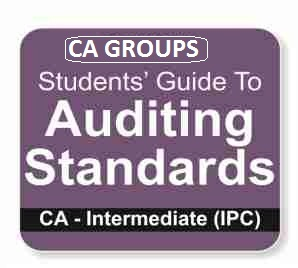 CA GROUPS
Students' Guide To
Auditing
Standards
CA - Intermediate (IPC)